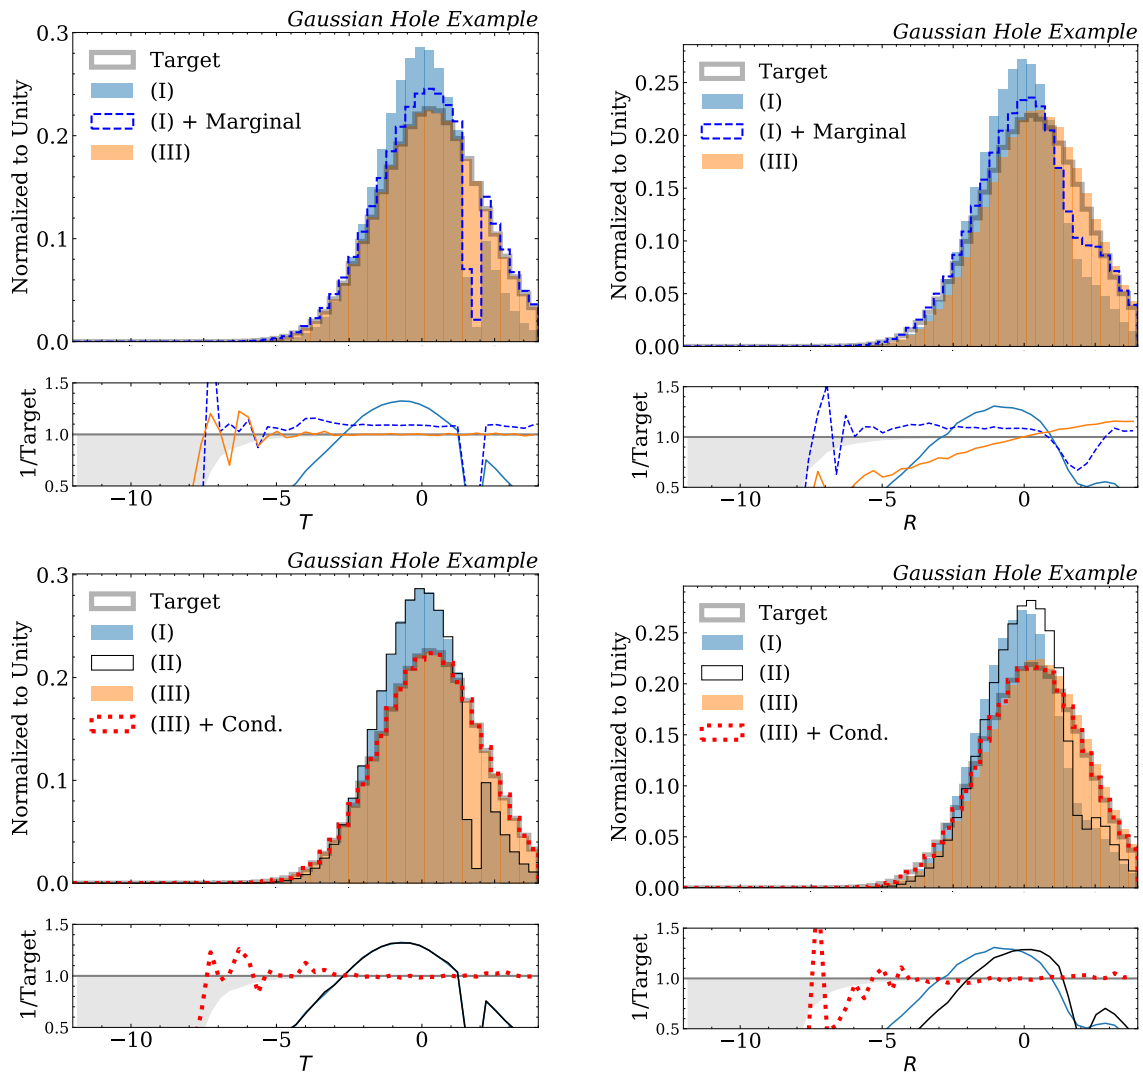 Gaussian Hole Example
Normalized to Unity
0.3
0.2
0.1
0.0
Target
(I)
(I) + Marginal
(III)
1/Target
1.5
1.0
0.5
−10
−5
0
T
Gaussian Hole Example
Normalized to Unity
0.25
0.20
0.15
0.10
0.05
0.00
Target
(I)
(I) + Marginal
(III)
1/Target
1.5
1.0
0.5
−10
−5
0
R
Gaussian Hole Example
Normalized to Unity
0.3
0.2
0.1
0.0
Target
(I)
(II)
(III)
(III) + Cond.
1/Target
1.5
1.0
0.5
−10
−5
0
T
Gaussian Hole Example
Normalized to Unity
0.25
0.20
0.15
0.10
0.05
0.00
Target
(I)
(II)
(III)
(III) + Cond.
1/Target
1.5
1.0
0.5
−10
−5
0
R